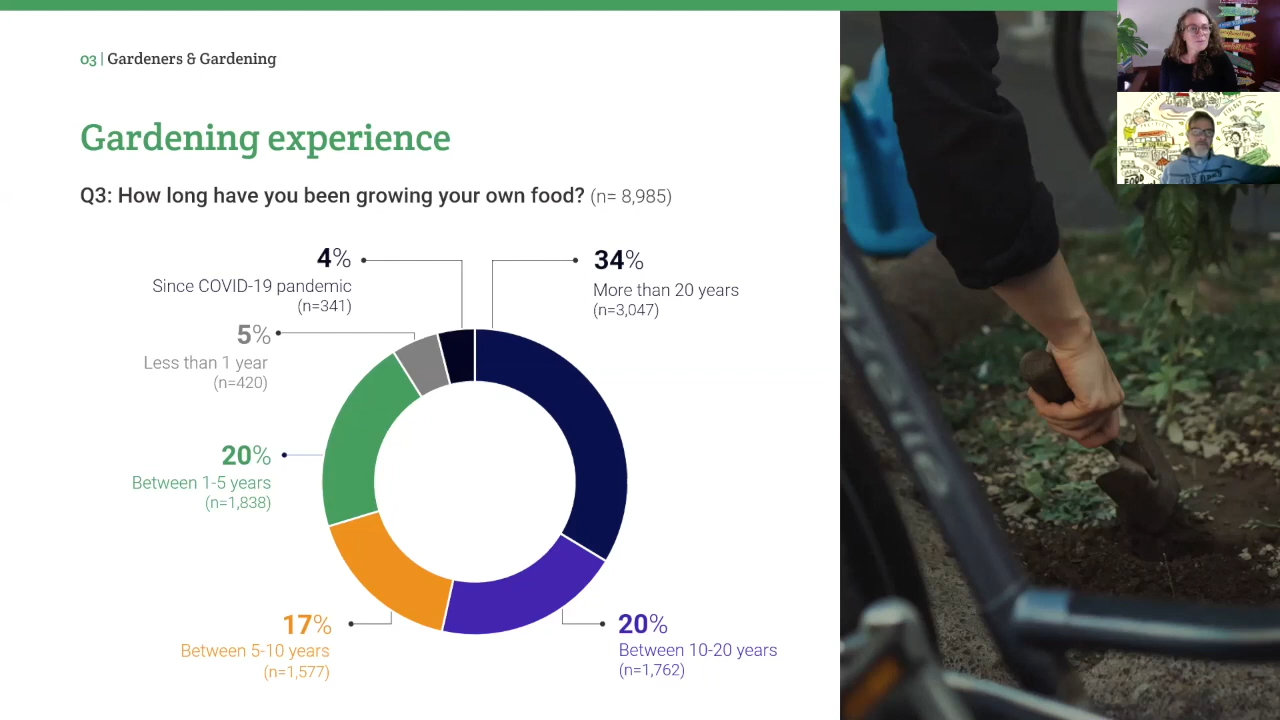 03 | Gardeners & Gardening
Gardening experience
Q3: How long have you been growing your own food? (n= 8,985)
4%
Since COVID-19 pandemic
(n=341)
34%
More than 20 years
(n=3,047)
5%
Less than 1 year
(n=420)
20%
Between 1-5 years
(n=1,838)
17%
Between 5-10 years
(n=1,577)
20%
Between 10-20 years
(n=1,762)
FOOD